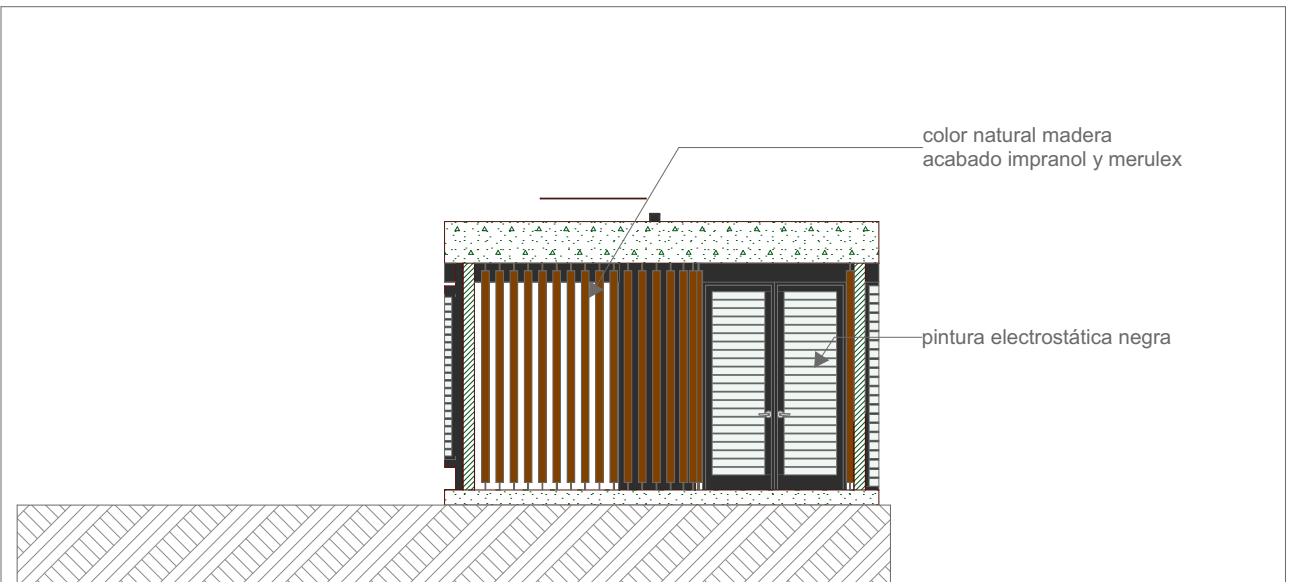 color natural madera
acabado impranol y merulex
pintura electrostática negra